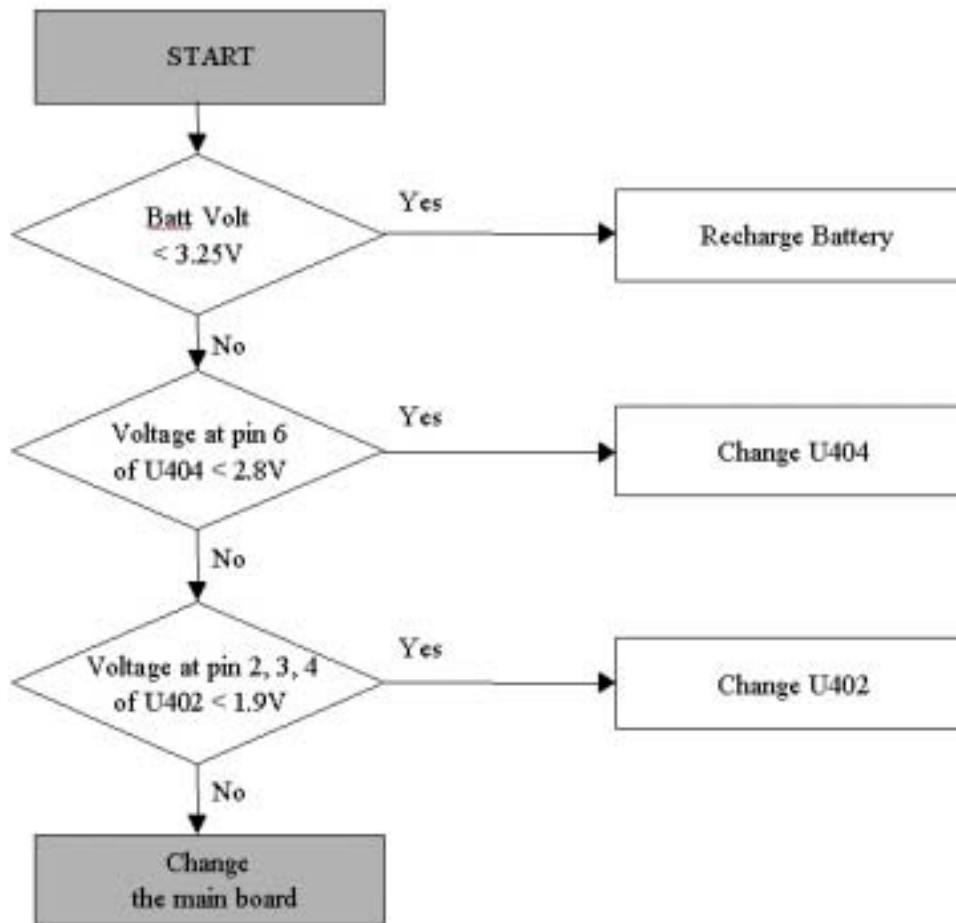 START
Batt Volt
< 3.25V
Yes
Recharge Battery
No
Voltage at pin 6
of U404 < 2.8V
Yes
Change U404
No
Voltage at pin 2, 3, 4
of U402 < 1.9V
Yes
Change U402
No
Change
the main board